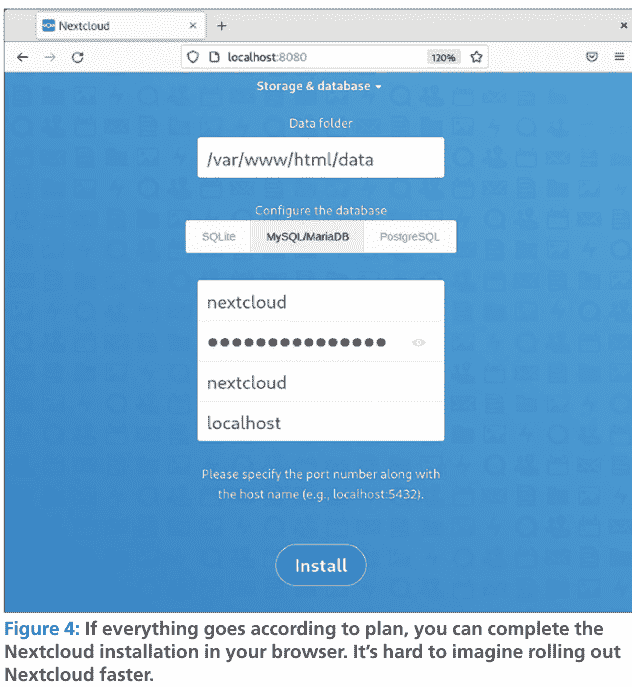 Nextcloud
localhost:8080
120%
Storage & database
Data folder
/var/www/html/data
Configure the database
SQLite MySQL/MariaDB PostgreSQL
nextcloud
●●●●●●●●●●●●●●●
nextcloud
localhost
Please specify the port number along with
the host name (e.g., localhost:5432).
Install
Figure 4: If everything goes according to plan, you can complete the
Nextcloud installation in your browser. It's hard to imagine rolling out
Nextcloud faster.